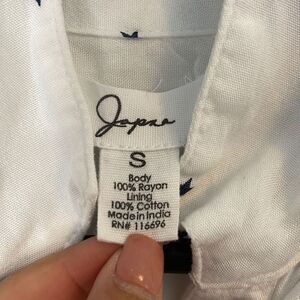 Japna
S
Body
100% Rayon
Lining
100% Cotton
Made in India
RN# 116696